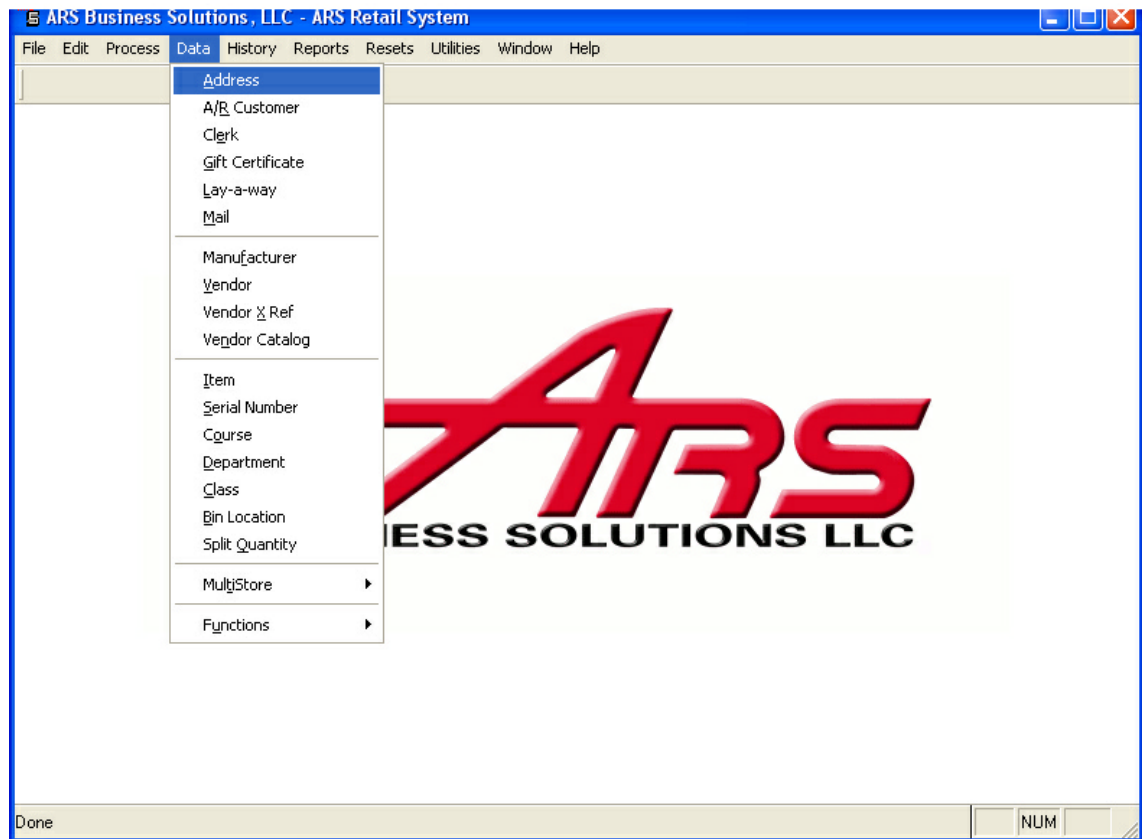 ARS Business Solutions, LLC - ARS Retail System
File Edit Process Data History Reports Resets Utilities Window Help
Address
A/R Customer
Clerk
Gift Certificate
Lay-a-way
Mail
Manufacturer
Vendor
Vendor X Ref
Vendor Catalog
Item
Serial Number
Course
Department
Class
Bin Location
Split Quantity
MultiStore
Functions
ARS
INESS SOLUTIONS LLC
Done NUM